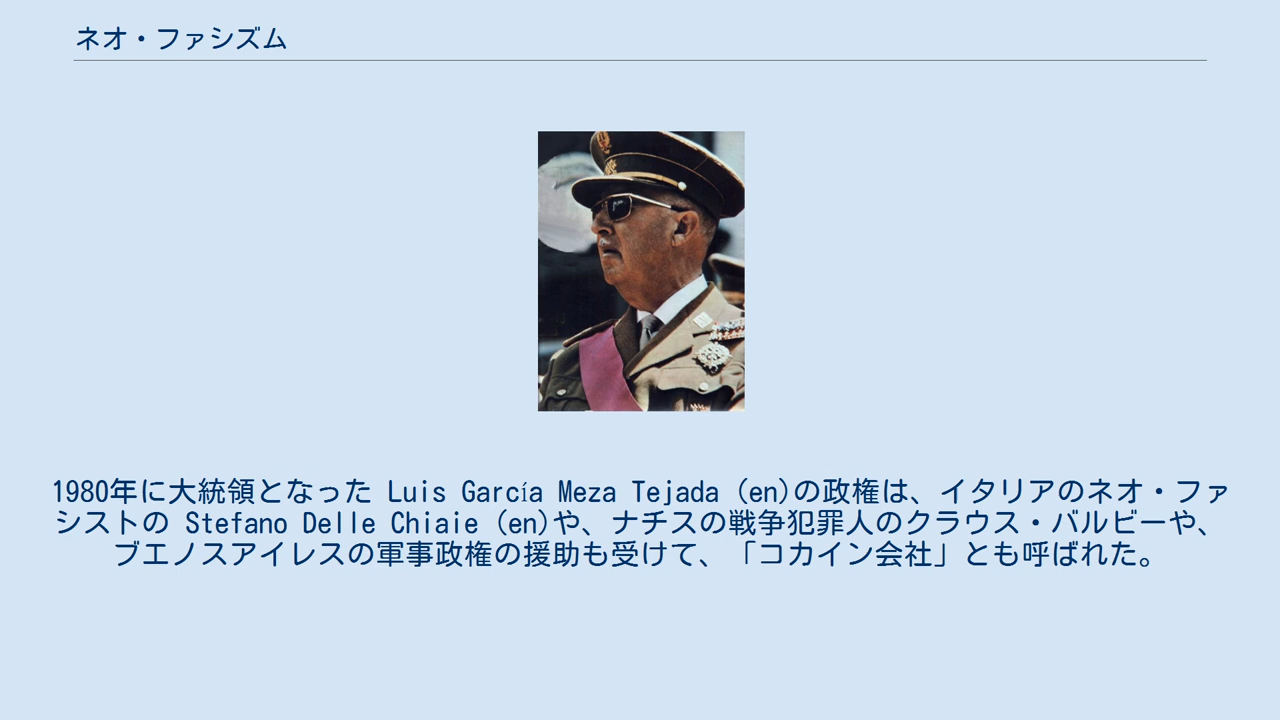 ネオ・ファシズム
1980年に大統領となった Luis García Meza Tejada (en)の政権は、イタリアのネオ・ファ
シストの Stefano Delle Chiaie (en)や、ナチスの戦争犯罪人のクラウス・バルビーや、
ブエノスアイレスの軍事政権の援助も受けて、「コカイン会社」とも呼ばれた。